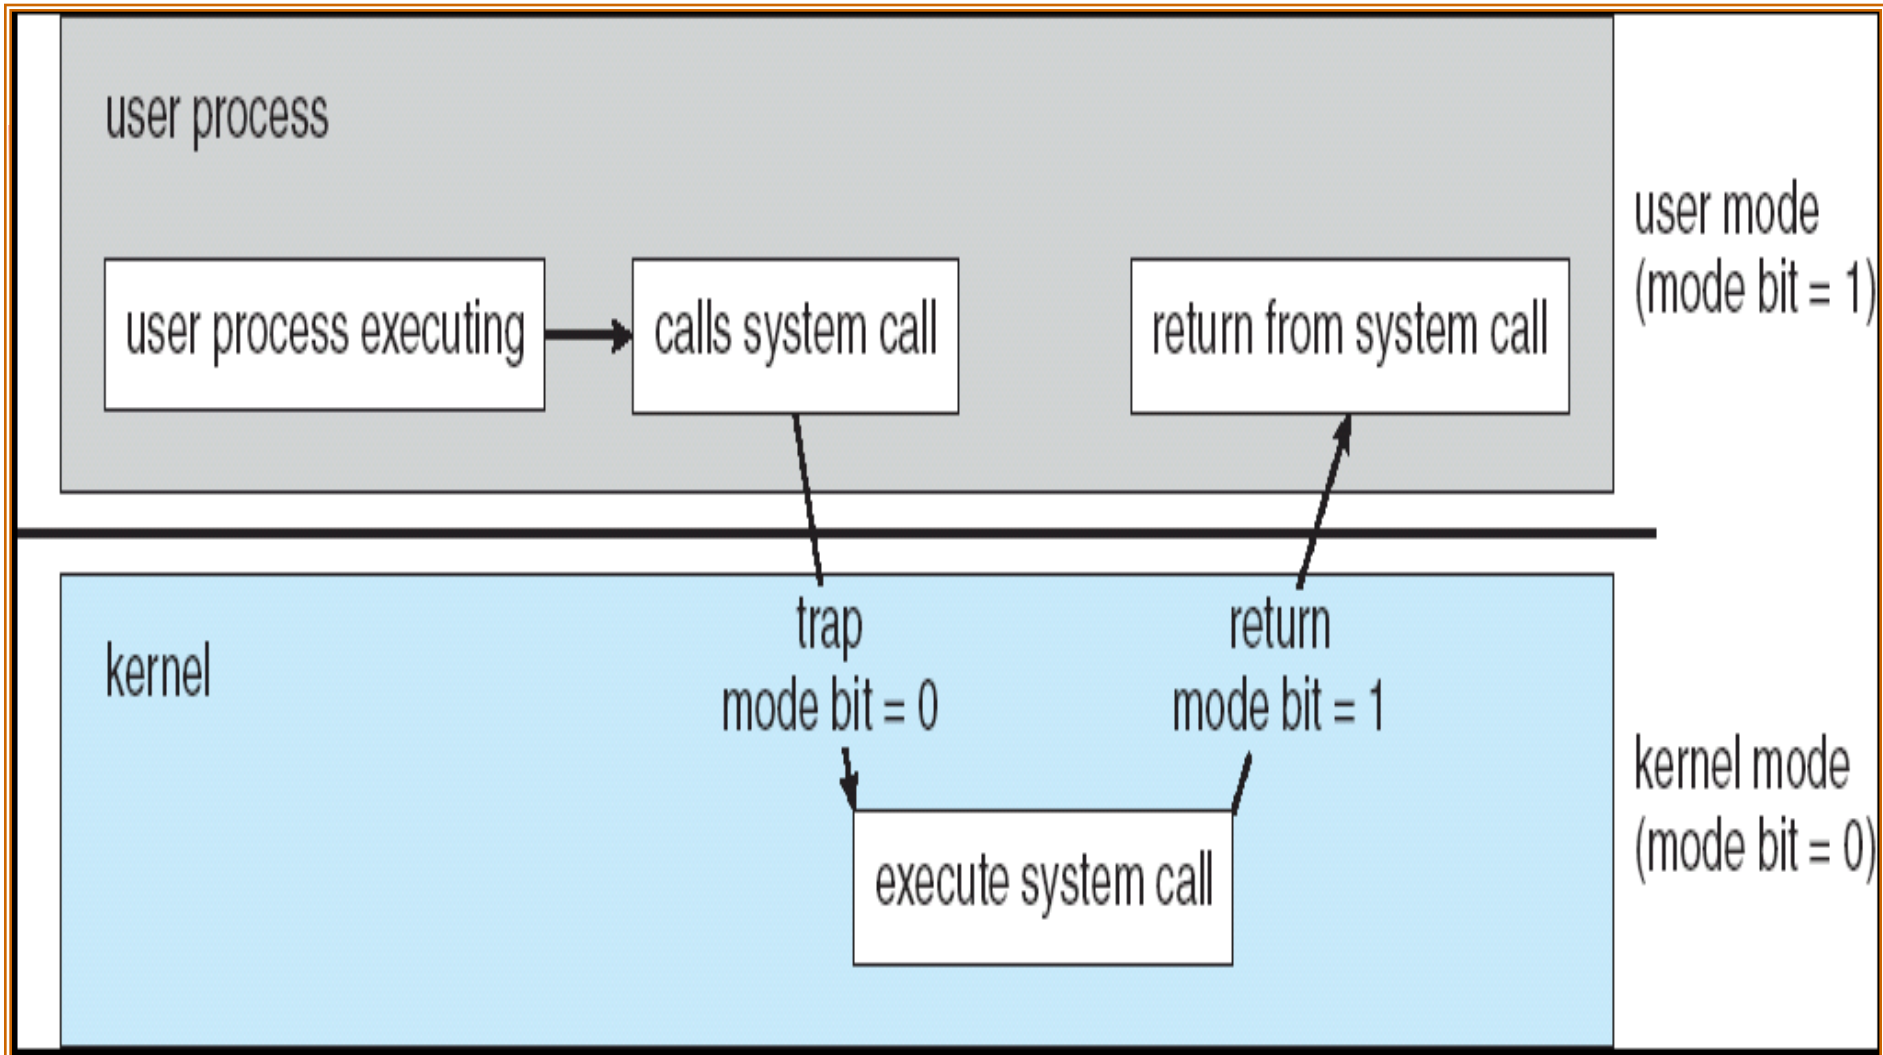 user process
user process executing
calls system call
return from system call
user mode
(mode bit = 1)
kernel
trap
mode bit = 0
return
mode bit = 1
execute system call
kernel mode
(mode bit = 0)